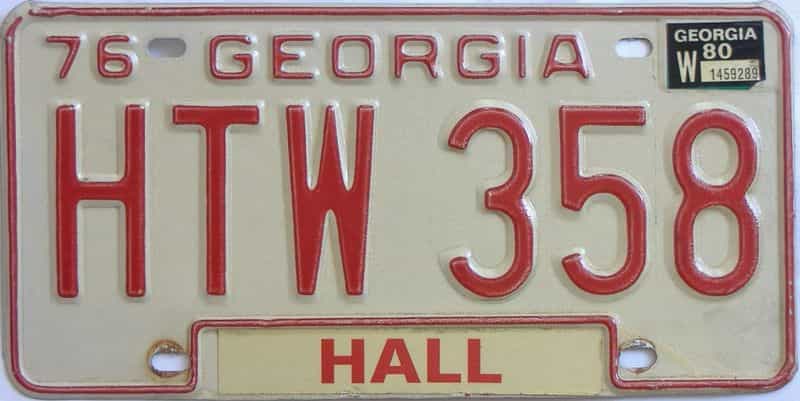 76 GEORGIA
GEORGIA
80
W 1459289
HTW 358
HALL